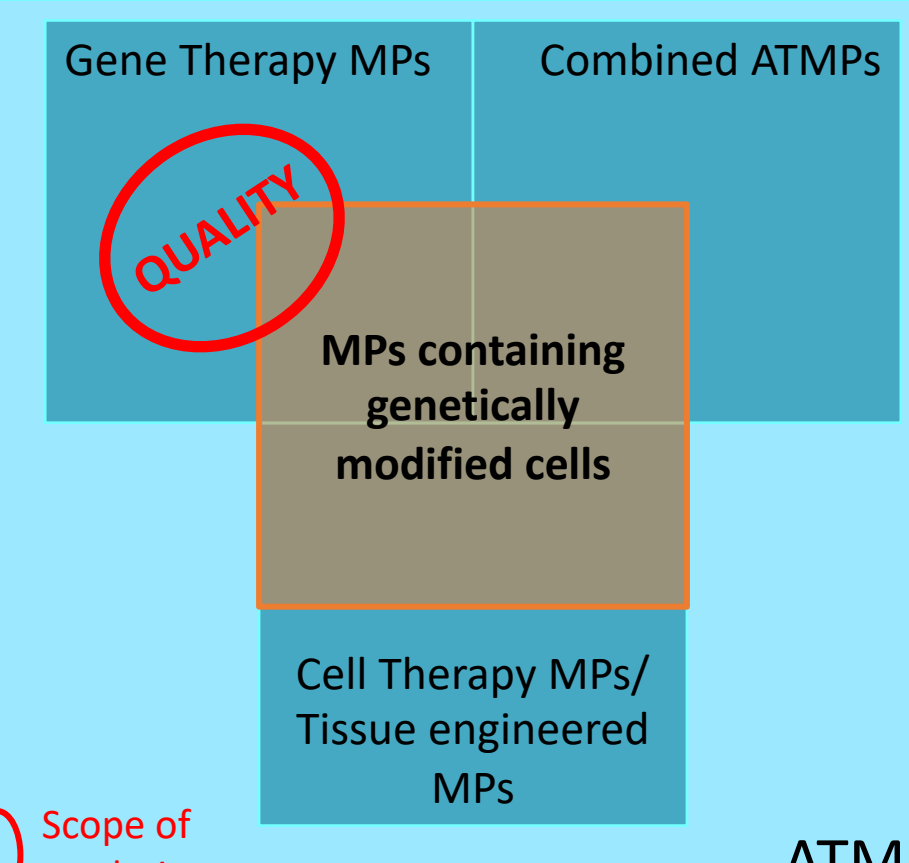 Gene Therapy MPs
Combined ATMPs
QUALITY
MPs containing
genetically
modified cells
Cell Therapy MPs/
Tissue engineered
MPs
Scope of